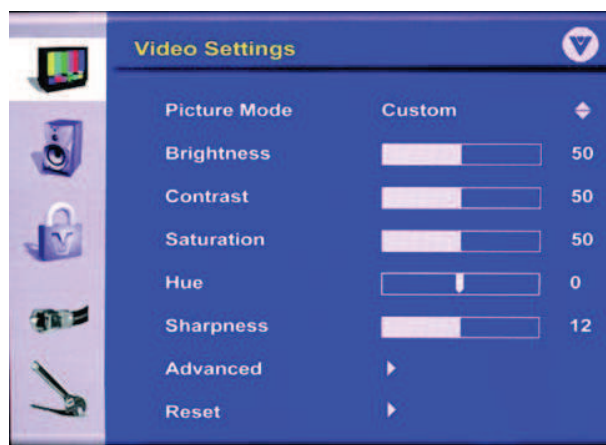 Video Settings
Picture Mode Custom
Brightness 50
Contrast 50
Saturation 50
Hue 0
Sharpness 12
Advanced
Reset